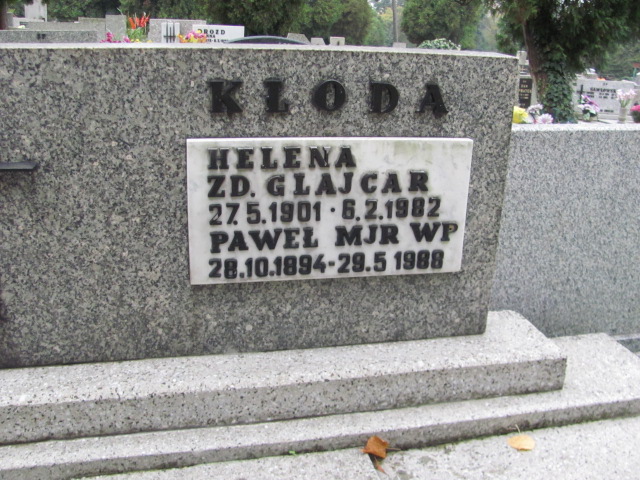 KŁODA
HELENA
ZD. GLAJCAR
27.5.1901 · 6.2.1982
PAWEŁ MJR WP
28.10.1894-29.5 1988